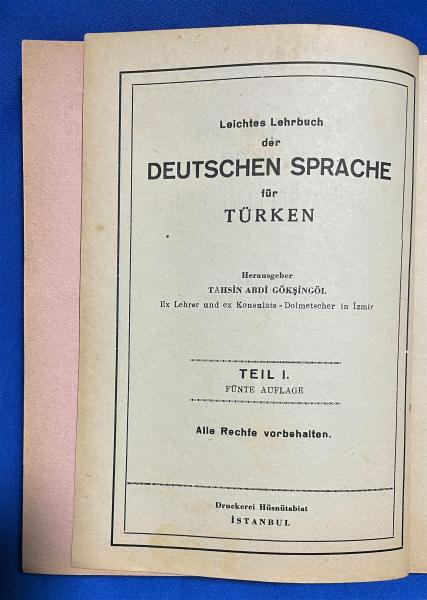 Leichtes Lehrbuch
der
DEUTSCHEN SPRACHE
für
TÜRKEN
Herausgeber
TAHSİN ABDİ GÖKŞİNGÖL
Ex Lehrer und ex Konsulats - Dolmetscher in İzmir
TEIL I.
FÜNTE AUFLAGE
Alle Rechte vorbehalten.
Druckerei Hüsnütabiat
İSTANBUL